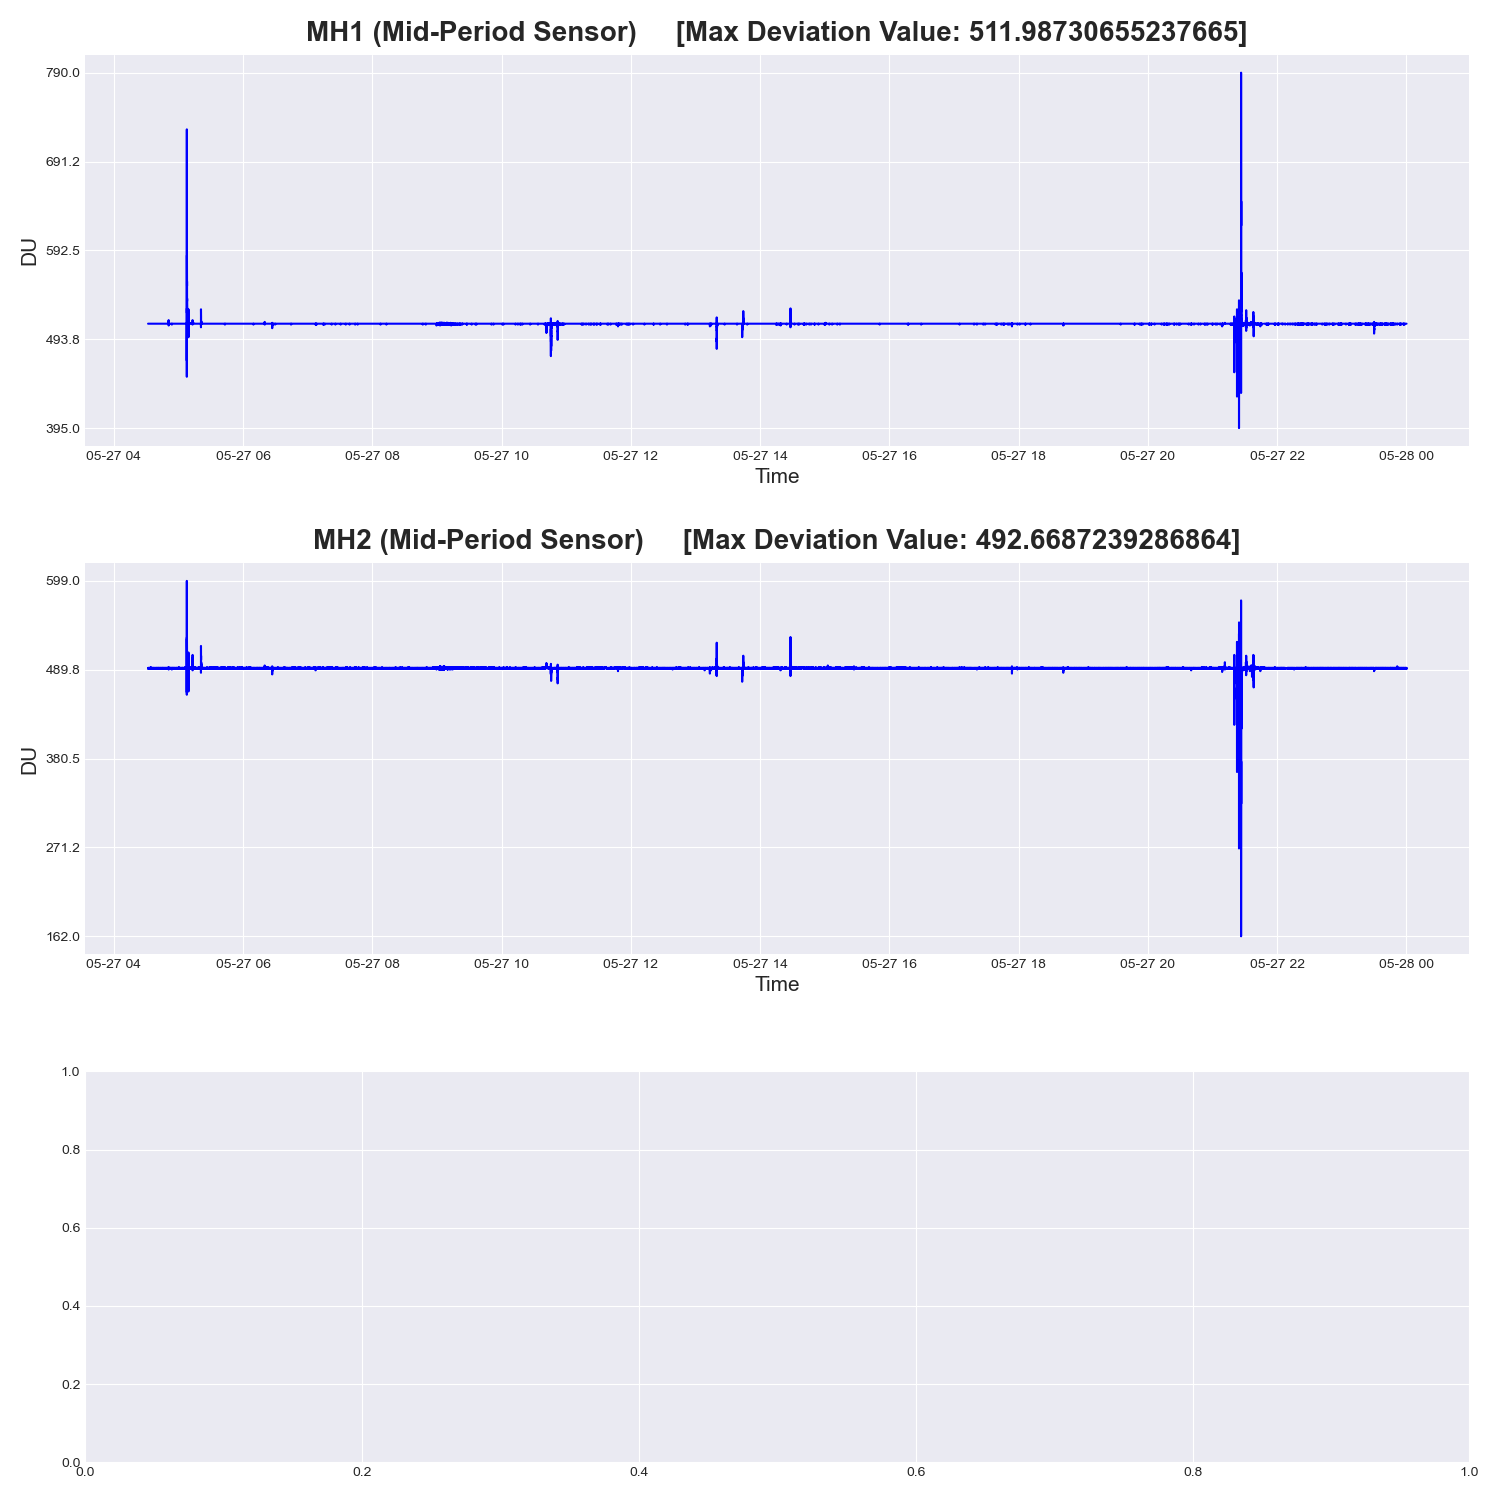 MH1 (Mid-Period Sensor) [Max Deviation Value: 511.98730655237665]
790.0
691.2
592.5
493.8
395.0
DU
05-27 04 05-27 06 05-27 08 05-27 10 05-27 12 05-27 14 05-27 16 05-27 18 05-27 20 05-27 22 05-28 00
Time
MH2 (Mid-Period Sensor) [Max Deviation Value: 492.6687239286864]
599.0
489.8
380.5
271.2
162.0
DU
05-27 04 05-27 06 05-27 08 05-27 10 05-27 12 05-27 14 05-27 16 05-27 18 05-27 20 05-27 22 05-28 00
Time
1.0
0.8
0.6
0.4
0.2
0.0
0.0 0.2 0.4 0.6 0.8 1.0